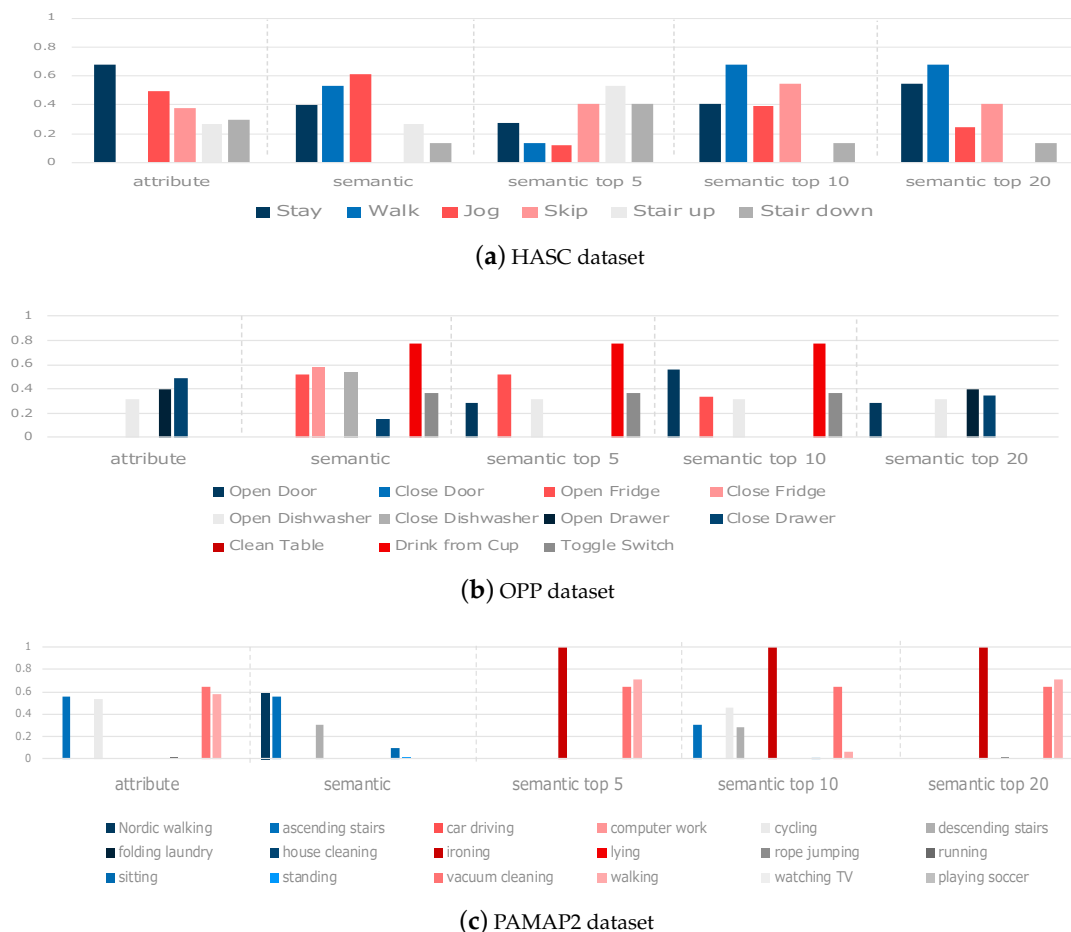 1
0.8
0.6
0.4
0.2
0
attribute semantic semantic top 5 semantic top 10 semantic top 20
Stay Walk Jog Skip Stair up Stair down
(a) HASC dataset
1
0.8
0.6
0.4
0.2
0
attribute semantic semantic top 5 semantic top 10 semantic top 20
Open Door Close Door Open Fridge Close Fridge
Open Dishwasher Close Dishwasher Open Drawer Close Drawer
Clean Table Drink from Cup Toggle Switch
(b) OPP dataset
1
0.8
0.6
0.4
0.2
0
attribute semantic semantic top 5 semantic top 10 semantic top 20
Nordic walking ascending stairs car driving computer work cycling descending stairs
folding laundry house cleaning ironing lying rope jumping running
sitting standing vacuum cleaning walking watching TV playing soccer
(c) PAMAP2 dataset